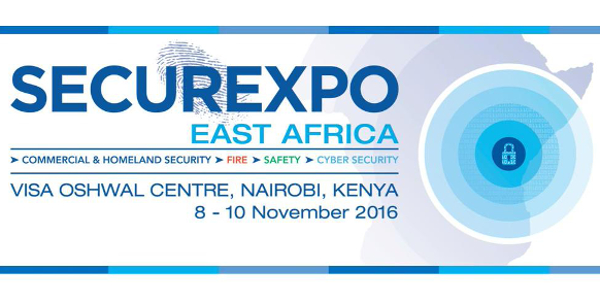 SECUREXPO
EAST AFRICA
➤ COMMERCIAL & HOMELAND SECURITY ➤ FIRE ➤ SAFETY ➤ CYBER SECURITY
VISA OSHWAL CENTRE, NAIROBI, KENYA
8 - 10 November 2016